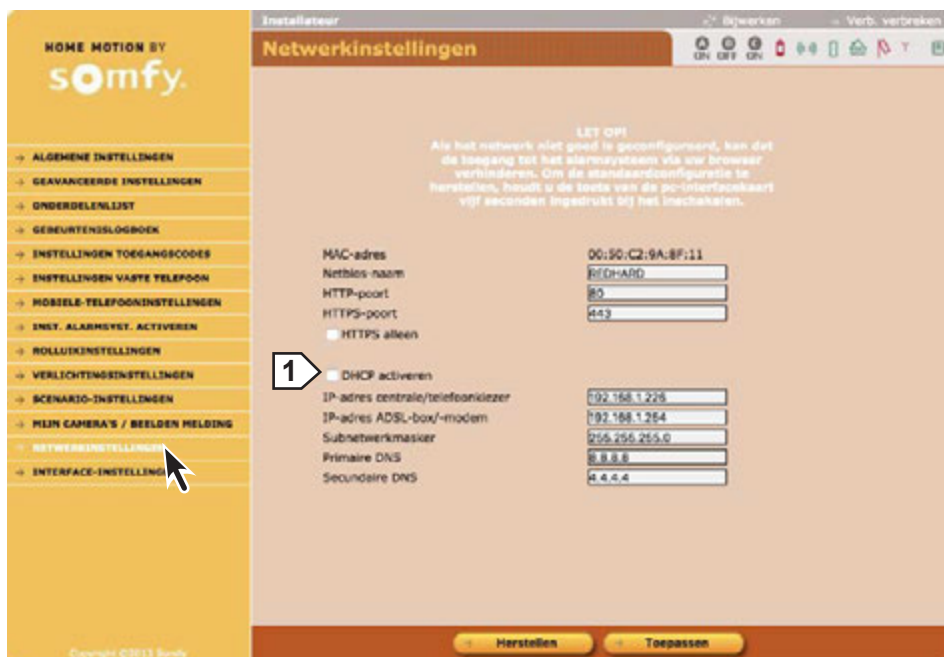 Installateur
Bijwerken
Verb. verbreken
HOME MOTION BY
somfy.
Netwerkinstellingen
ON OFF ON
LET OP!
Als het netwerk niet goed is geconfigureerd, kan dat
de toegang tot het alarmsysteem via uw browser
verhinderen. Om de standaardconfiguratie te
herstellen, houdt u de toets van de pc-interfacekaart
vijf seconden ingedrukt bij het inschakelen.
ALGEMENE INSTELLINGEN
GEAVANCEERDE INSTELLINGEN
ONDERDELENLIJST
GEBEURTENISLOGBOEK
INSTELLINGEN TOEGANGSCODES
INSTELLINGEN VASTE TELEFOON
MOBIELE-TELEFOONINSTELLINGEN
INST. ALARMSYST. ACTIVEREN
ROLLUIKINSTELLINGEN
VERLICHTINGSINSTELLINGEN
SCENARIO-INSTELLINGEN
MIJN CAMERA'S / BEELDEN MELDING
NETWERKINSTELLINGEN
INTERFACE-INSTELLING
MAC-adres 00:50:C2:9A:8F:11
Netbios-naam REDHARD
HTTP-poort 80
HTTPS-poort 443
HTTPS alleen
1
DHCP activeren
IP-adres centrale/telefoonkiezer 192.168.1.226
IP-adres ADSL-box/-modem 192.168.1.254
Subnetwerkmasker 255.255.255.0
Primaire DNS 8.8.8.8
Secundaire DNS 4.4.4.4
Herstellen
Toepassen
Copyright ©2013 Somfy